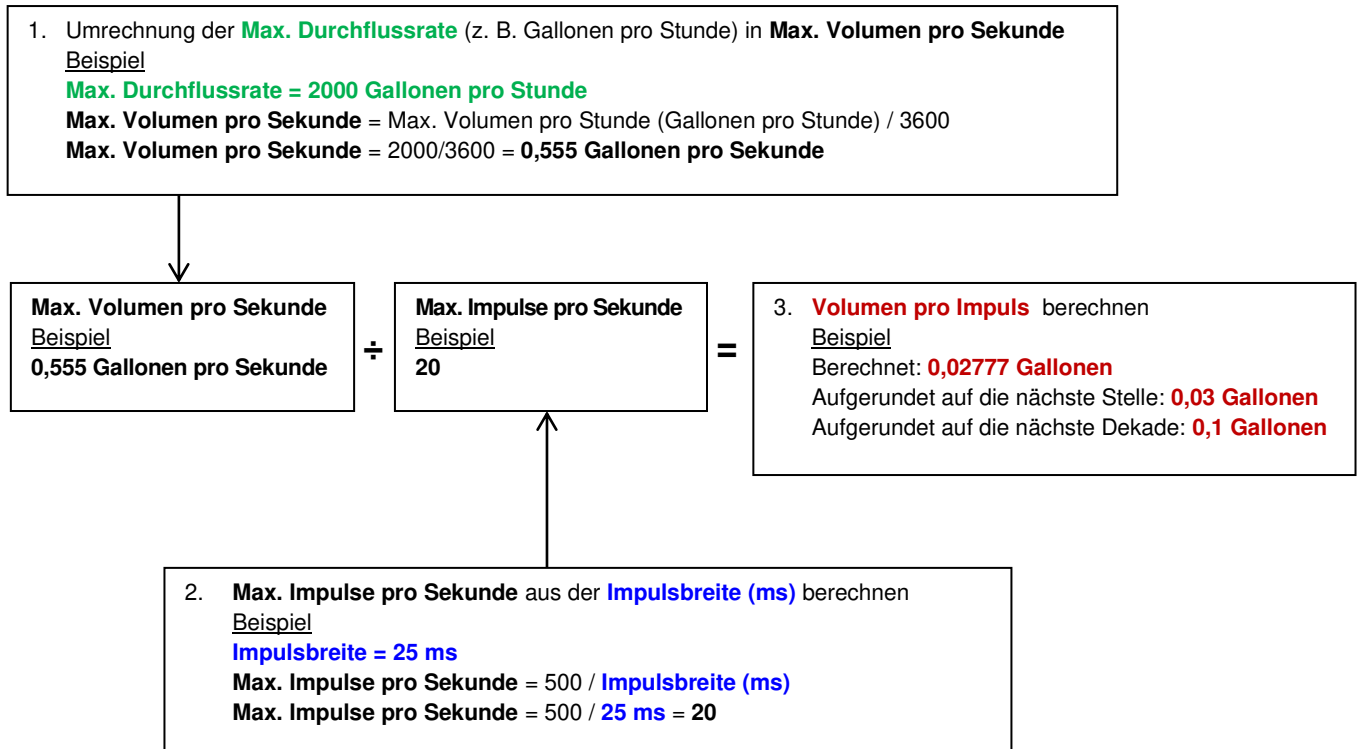 1. Umrechnung der Max. Durchflussrate (z. B. Gallonen pro Stunde) in Max. Volumen pro Sekunde
Beispiel
Max. Durchflussrate = 2000 Gallonen pro Stunde
Max. Volumen pro Sekunde = Max. Volumen pro Stunde (Gallonen pro Stunde) / 3600
Max. Volumen pro Sekunde = 2000/3600 = 0,555 Gallonen pro Sekunde
Max. Volumen pro Sekunde
Beispiel
0,555 Gallonen pro Sekunde
÷
Max. Impulse pro Sekunde
Beispiel
20
=
3. Volumen pro Impuls berechnen
Beispiel
Berechnet: 0,02777 Gallonen
Aufgerundet auf die nächste Stelle: 0,03 Gallonen
Aufgerundet auf die nächste Dekade: 0,1 Gallonen
2. Max. Impulse pro Sekunde aus der Impulsbreite (ms) berechnen
Beispiel
Impulsbreite = 25 ms
Max. Impulse pro Sekunde = 500 / Impulsbreite (ms)
Max. Impulse pro Sekunde = 500 / 25 ms = 20